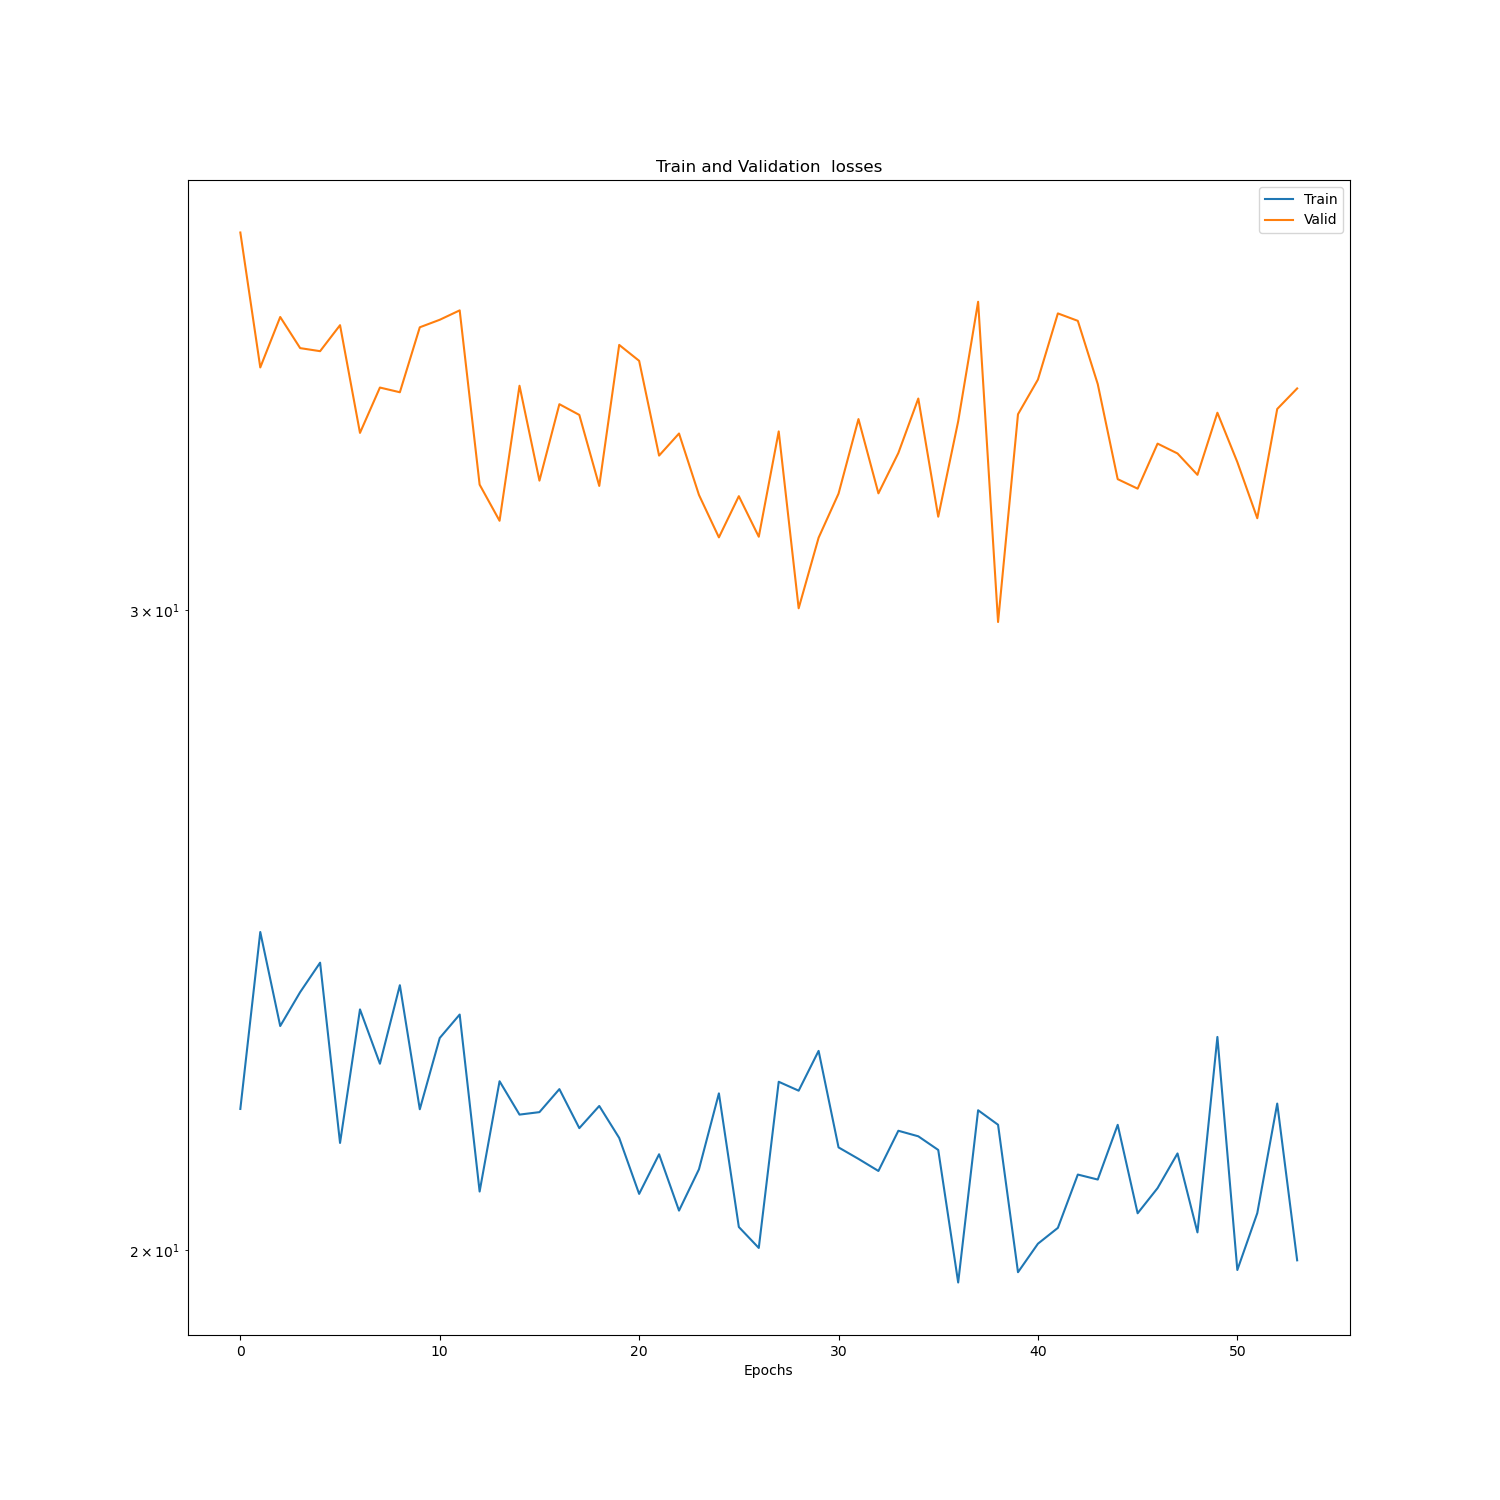 Train and Validation  losses
Train
Valid
3 × 10¹
2 × 10¹
0 10 20 30 40 50
Epochs